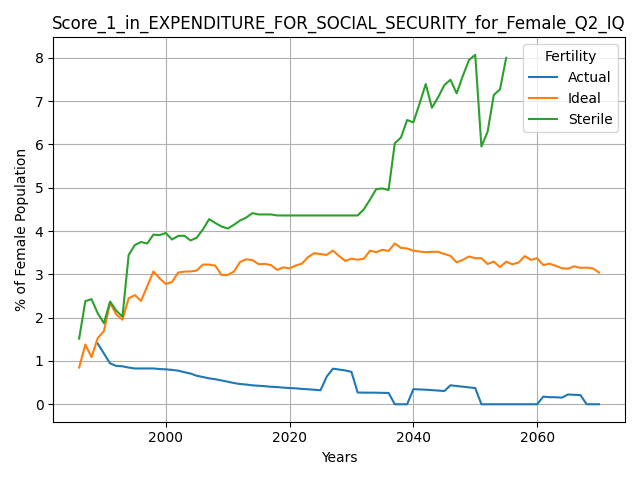 Score_1_in_EXPENDITURE_FOR_SOCIAL_SECURITY_for_Female_Q2_IQ
Fertility
Actual
Ideal
Sterile
% of Female Population
8
7
6
5
4
3
2
1
0
2000
2020
2040
2060
Years